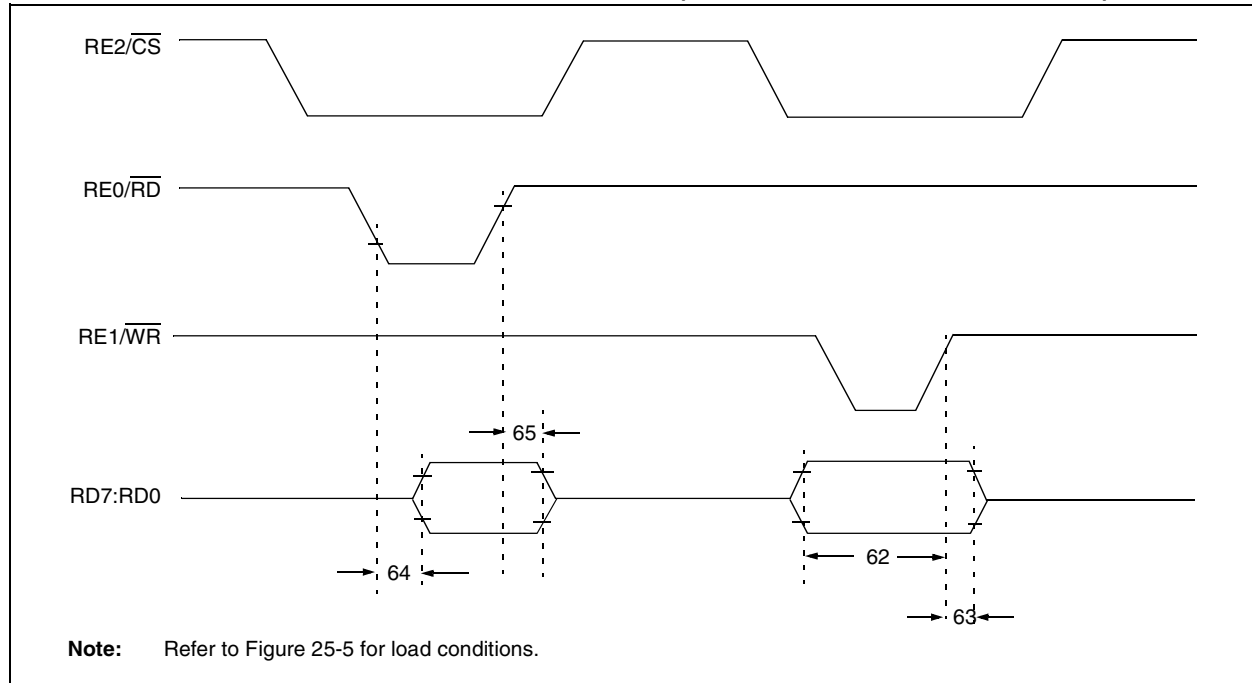 RE2/CS
RE0/RD
RE1/WR
65
RD7:RD0
62
64
63
Note: Refer to Figure 25-5 for load conditions.